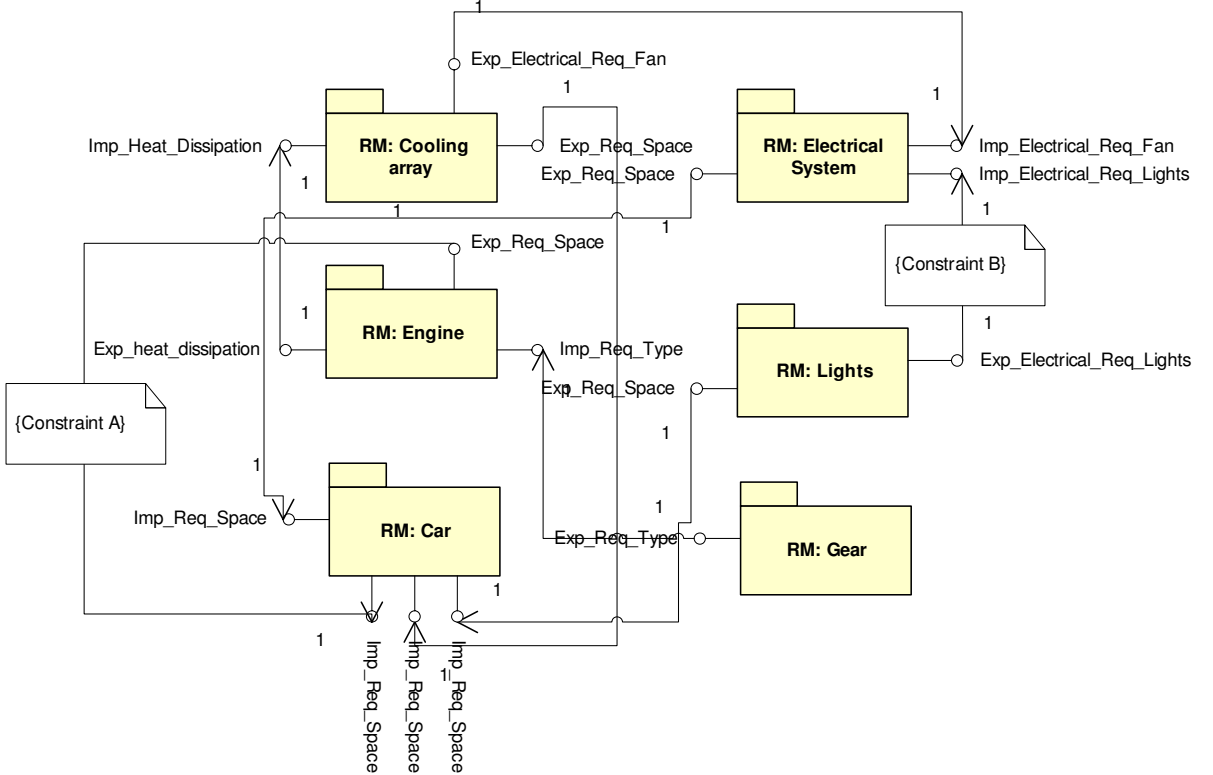 1
Exp_Electrical_Req_Fan
1
1
Imp_Heat_Dissipation
RM: Cooling
array
Exp_Req_Space
RM: Electrical
System
Imp_Electrical_Req_Fan
Exp_Req_Space
Imp_Electrical_Req_Lights
1
1
1
1
Exp_Req_Space
{Constraint B}
1
RM: Engine
1
Exp_heat_dissipation
Imp_Req_Type
Exp_Electrical_Req_Lights
RM: Lights
Exp_Req_Space
1
{Constraint A}
1
1
1
Imp_Req_Space
RM: Car
Exp_Req_Type
RM: Gear
1
1
1
Imp_Req_Space
Imp_Req_Space
Imp_Req_Space